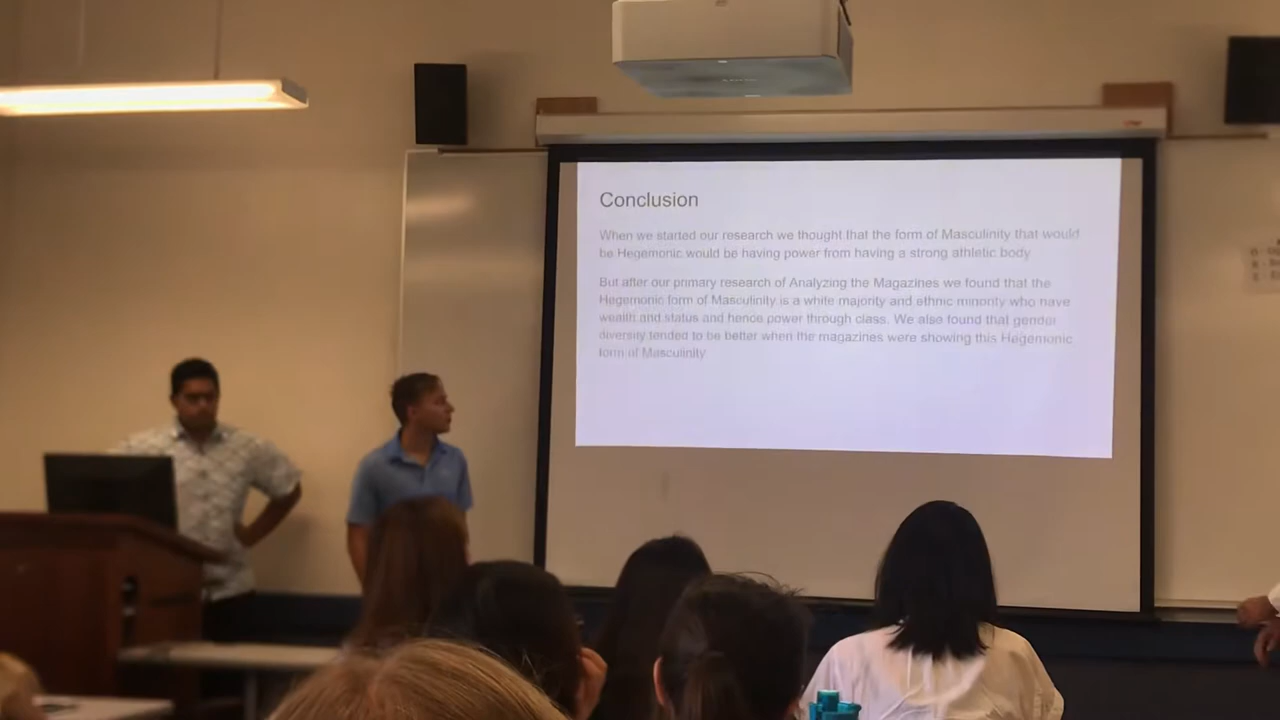 Conclusion
When we started our research we thought that the form of Masculinity that would
be Hegemonic would be having power from having a strong athletic body
But after our primary research of Analyzing the Magazines we found that the
Hegemonic form of Masculinity is a white majority and ethnic minority who have
wealth and status and hence power through class. We also found that gender
diversity tended to be better when the magazines were showing this Hegemonic
form of Masculinity